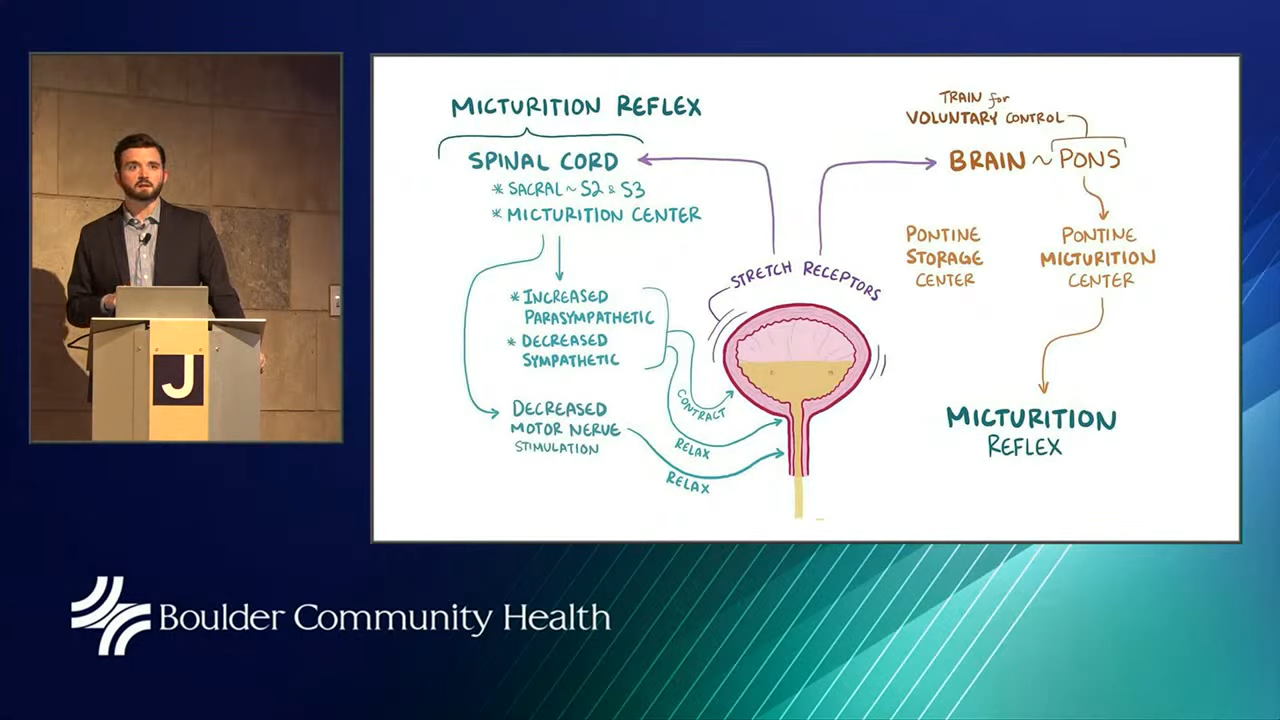 MICTURITION REFLEX
SPINAL CORD
* SACRAL ~ S2 & S3
* MICTURITION CENTER
* INCREASED
PARASYMPATHETIC
* DECREASED
SYMPATHETIC
DECREASED
MOTOR NERVE
STIMULATION
CONTRACT
RELAX
RELAX
STRETCH RECEPTORS
TRAIN for
VOLUNTARY CONTROL
BRAIN ~ PONS
PONTINE
STORAGE
CENTER
PONTINE
MICTURITION
CENTER
MICTURITION
REFLEX
J
Boulder Community Health